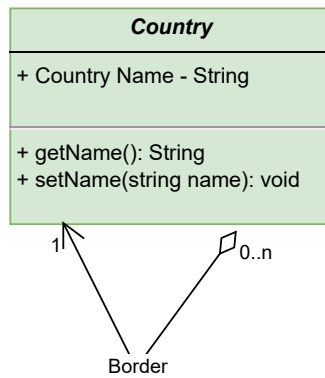 Country
+ Country Name - String
+ getName(): String
+ setName(string name): void
1
0..n
Border